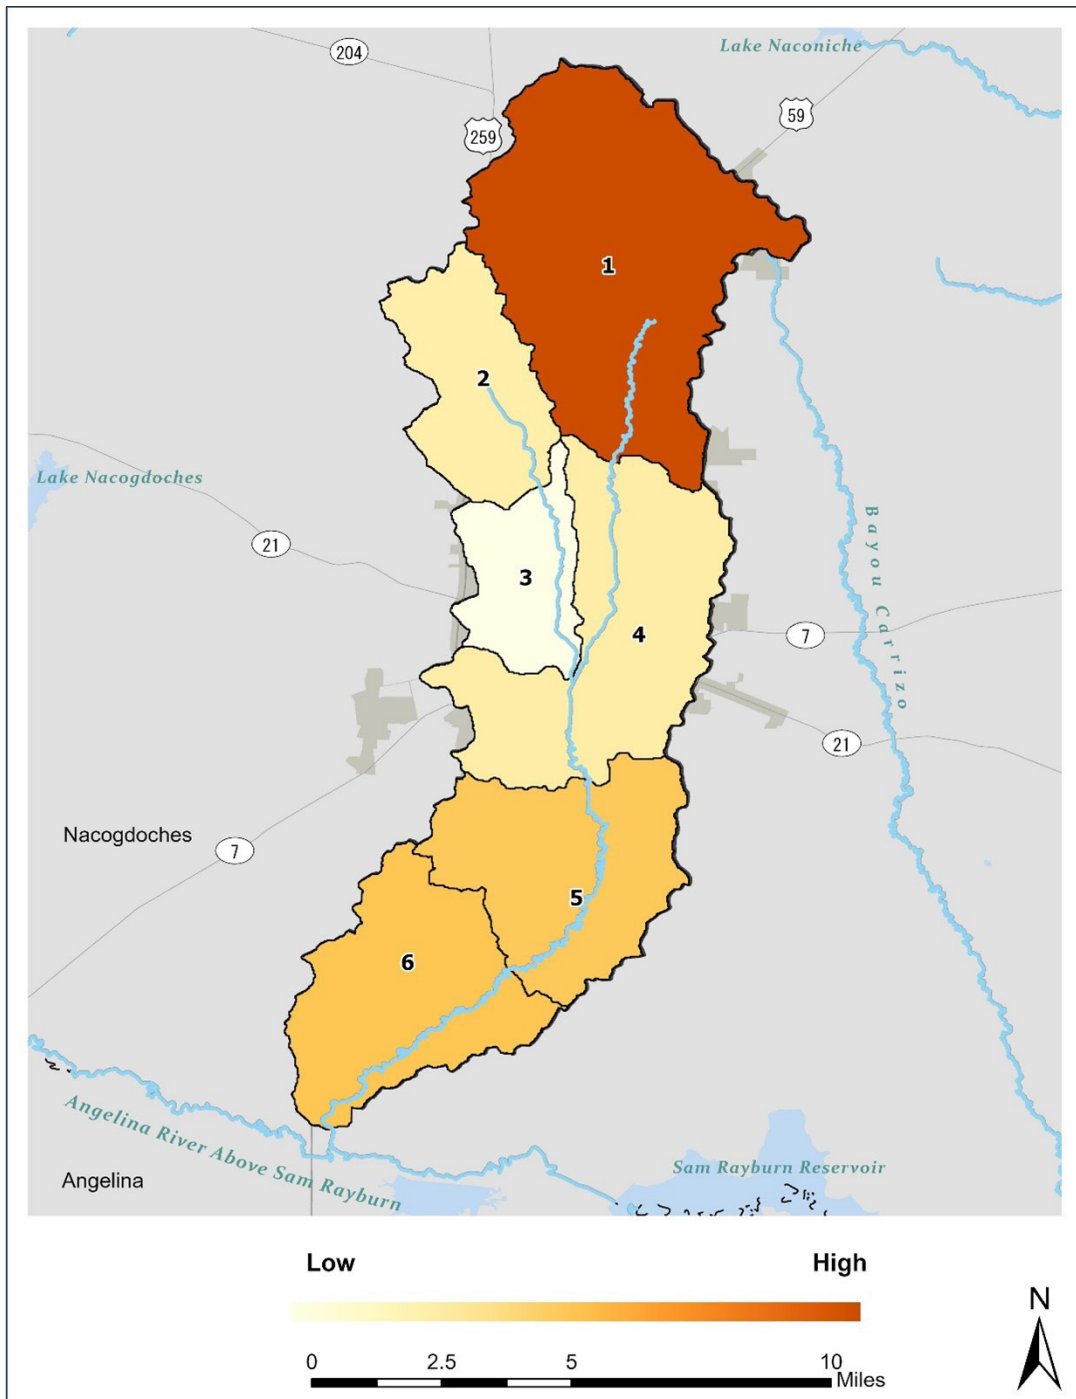 Lake Naconiche
204
259
59
1
2
Lake Nacogdoches
21
3
4
Bayou Carrizo
7
21
Nacogdoches
7
5
6
Angelina River Above Sam Rayburn
Angelina
Sam Rayburn Reservoir
Low
High
N
0
2.5
5
10
Miles